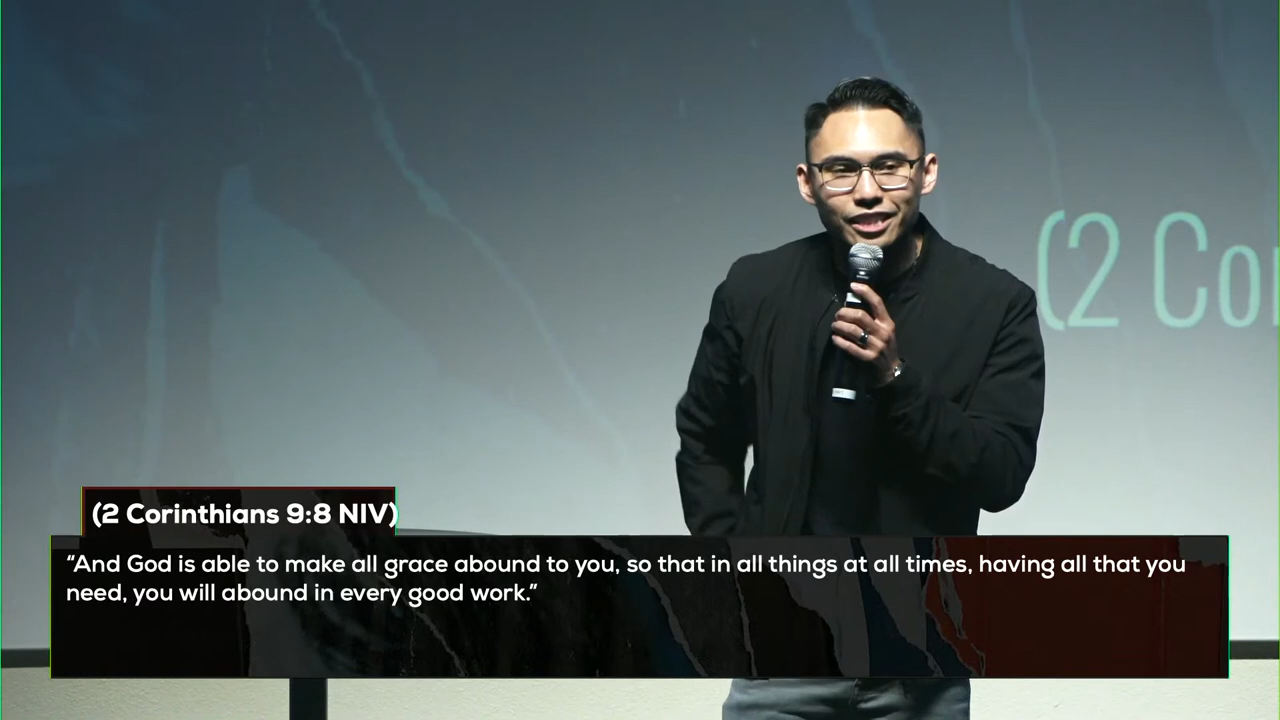 (2 Cor
(2 Corinthians 9:8 NIV)
“And God is able to make all grace abound to you, so that in all things at all times, having all that you
need, you will abound in every good work.”